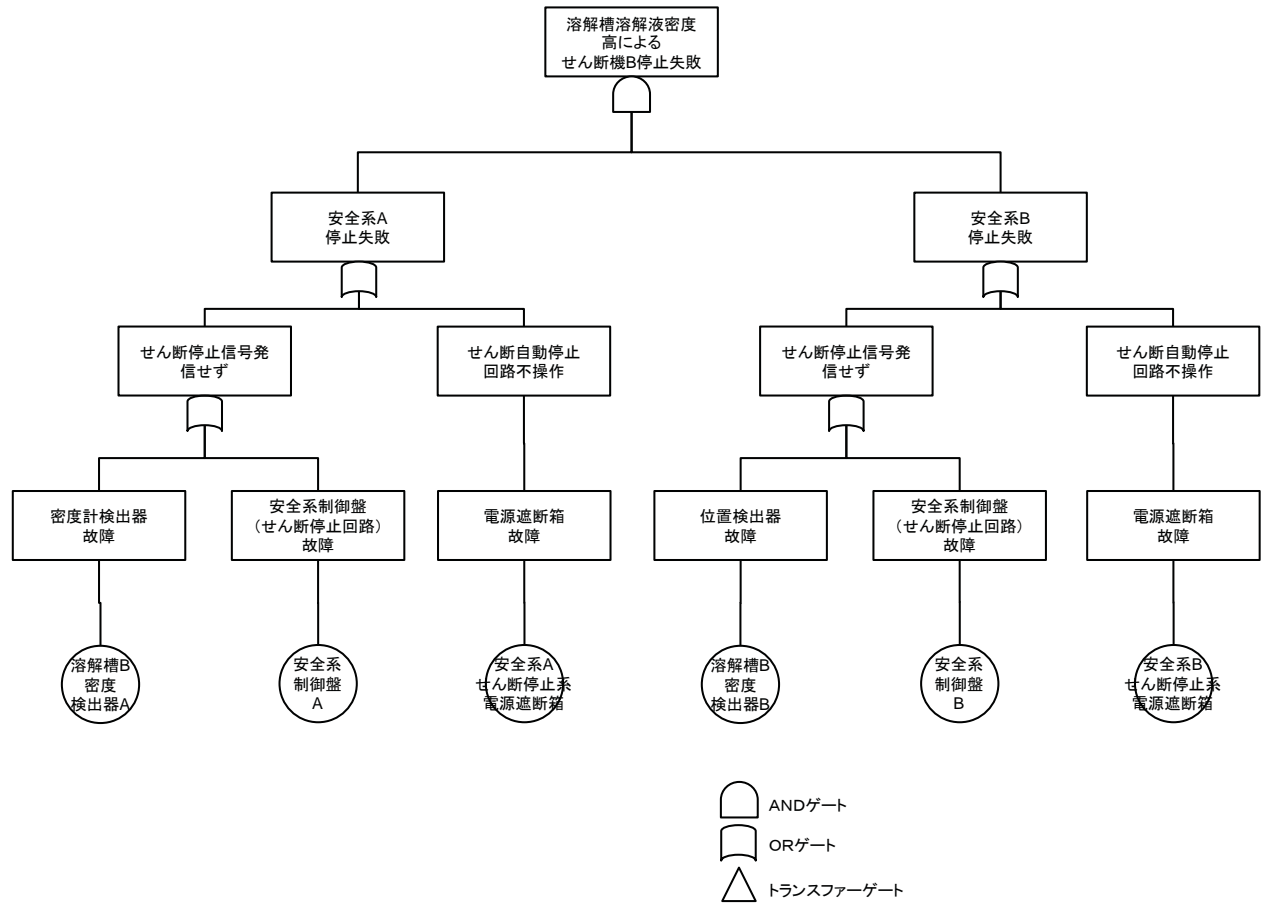 溶解槽溶解液密度
高による
せん断機B停止失敗
安全系A
停止失敗
安全系B
停止失敗
せん断停止信号発
信せず
せん断自動停止
回路不操作
せん断停止信号発
信せず
せん断自動停止
回路不操作
密度計検出器
故障
安全系制御盤
（せん断停止回路）
故障
電源遮断箱
故障
位置検出器
故障
安全系制御盤
（せん断停止回路）
故障
電源遮断箱
故障
溶解槽B
密度
検出器A
安全系
制御盤
A
安全系A
せん断停止系
電源遮断箱
溶解槽B
密度
検出器B
安全系
制御盤
B
安全系B
せん断停止系
電源遮断箱
ANDゲート
ORゲート
トランスファーゲート